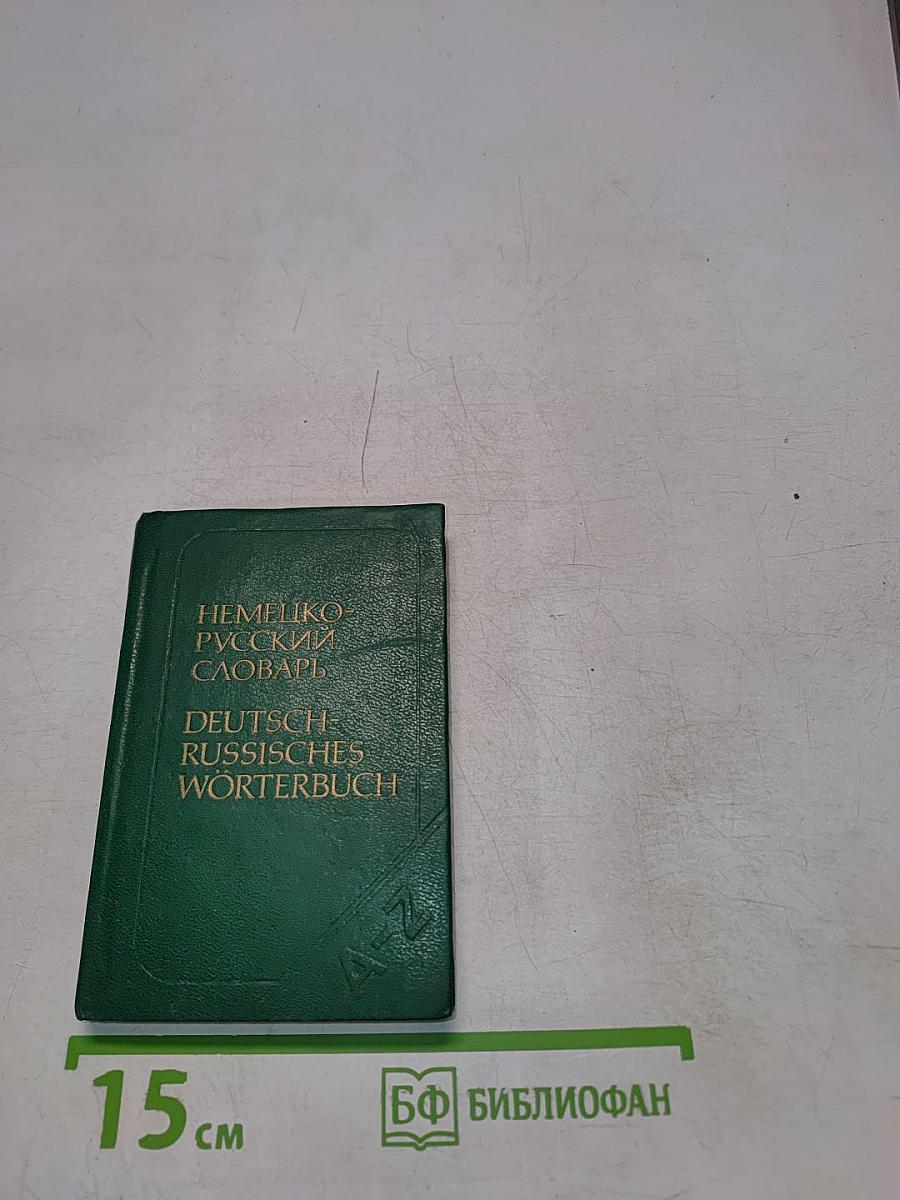 НЕМЕЦКО-
РУССКИЙ
СЛОВАРЬ
DEUTSCH-
RUSSISCHES
WÖRTERBUCH
A-Z
15 см
БФ БИБЛИОФАН